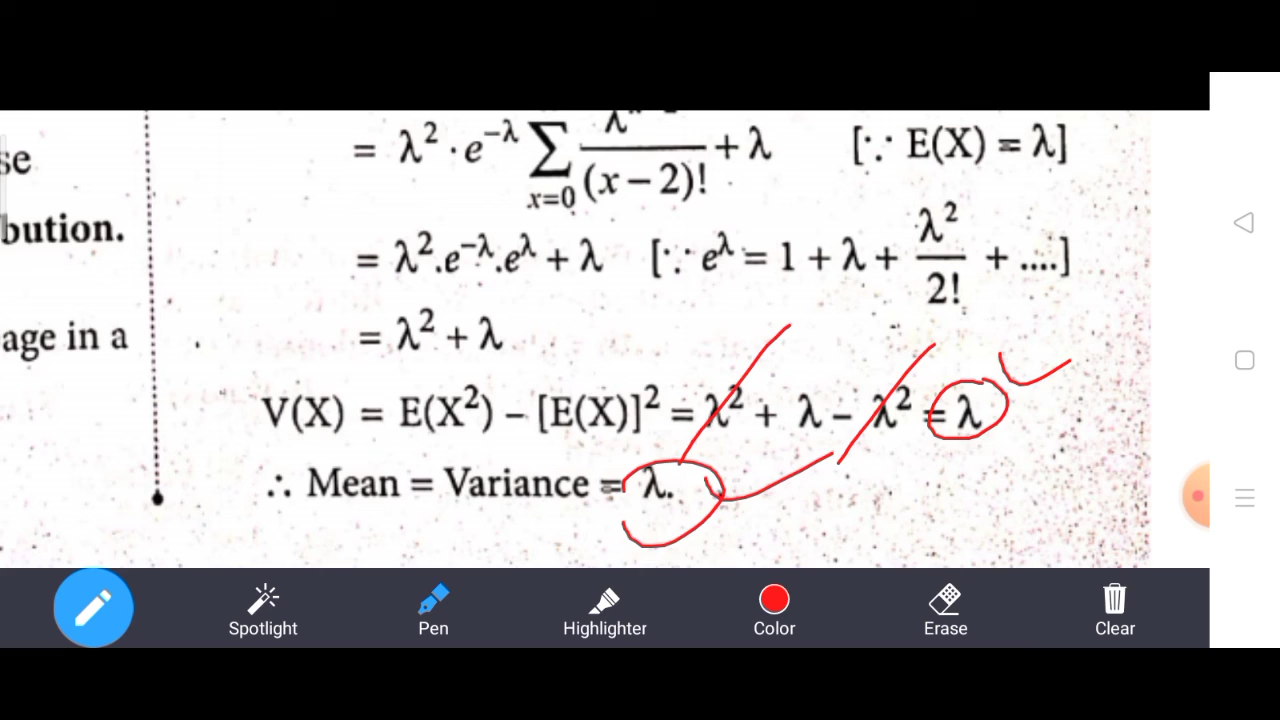 se
bution.
age in a
= λ² · e^−λ ∑ x=0 /(x – 2)! + λ [∵ E(X) = λ]
= λ².e^−λ.e^λ + λ [∵ e^λ = 1 + λ + λ²/2! + ....]
= λ² + λ
V(X) = E(X²) – [E(X)]² = λ² + λ – λ² = λ
∴ Mean = Variance = λ.
Spotlight
Pen
Highlighter
Color
Erase
Clear